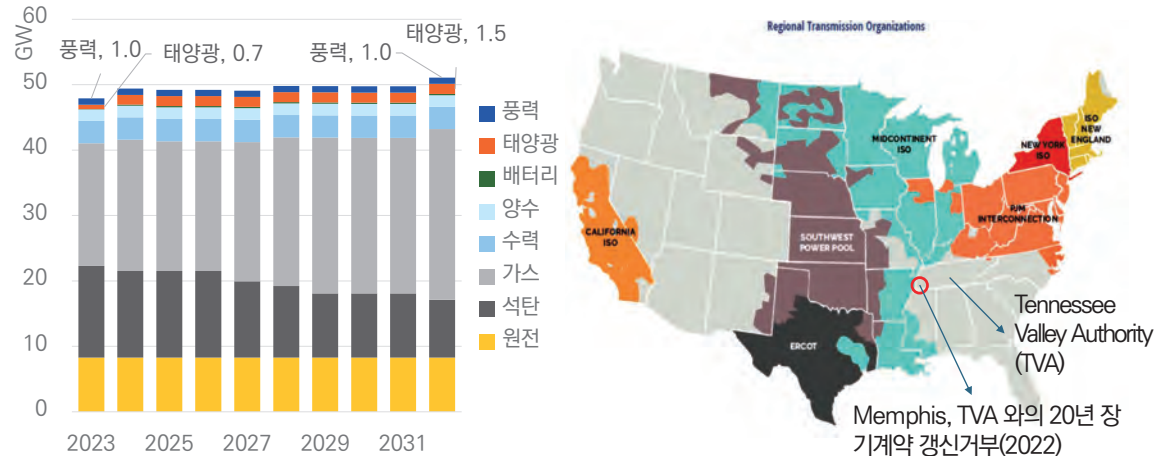 60
50
40
30
20
10
0
GW
풍력, 1.0
태양광, 0.7
풍력, 1.0
태양광, 1.5
풍력
태양광
배터리
양수
수력
가스
석탄
원전
2023
2025
2027
2029
2031
Regional Transmission Organizations
CALIFORNIA
ISO
MIDCONTINENT
ISO
SOUTHWEST
POWER POOL
ERCOT
NEW YORK
ISO
ISO
NEW
ENGLAND
PJM
INTERCONNECTION
Tennessee
Valley Authority
(TVA)
Memphis, TVA 와의 20년 장
기계약 갱신거부(2022)